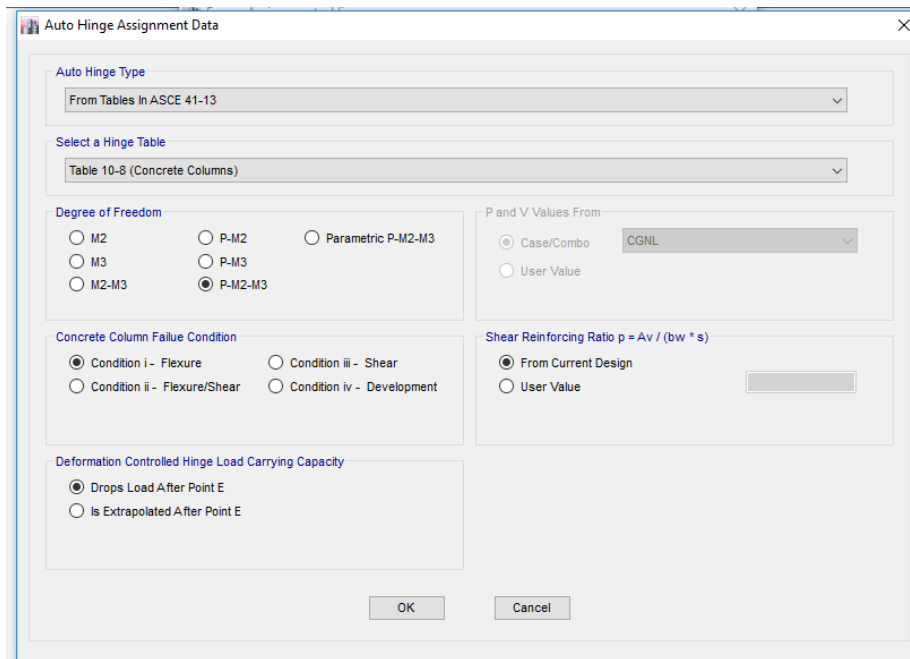 Auto Hinge Assignment Data
Auto Hinge Type
From Tables In ASCE 41-13
Select a Hinge Table
Table 10-8 (Concrete Columns)
Degree of Freedom
M2
P-M2
Parametric P-M2-M3
M3
P-M3
M2-M3
P-M2-M3
P and V Values From
Case/Combo
CGNL
User Value
Concrete Column Failue Condition
Condition i - Flexure
Condition iii - Shear
Condition ii - Flexure/Shear
Condition iv - Development
Shear Reinforcing Ratio p = Av / (bw * s)
From Current Design
User Value
Deformation Controlled Hinge Load Carrying Capacity
Drops Load After Point E
Is Extrapolated After Point E
OK
Cancel